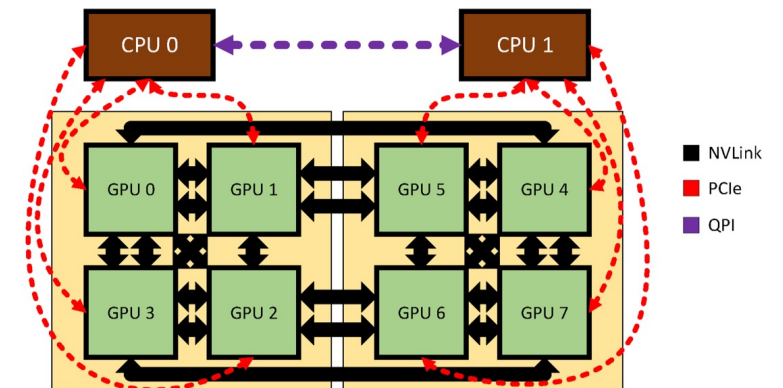 CPU 0
CPU 1
GPU 0
GPU 1
GPU 5
GPU 4
GPU 3
GPU 2
GPU 6
GPU 7
NVLink
PCIe
QPI